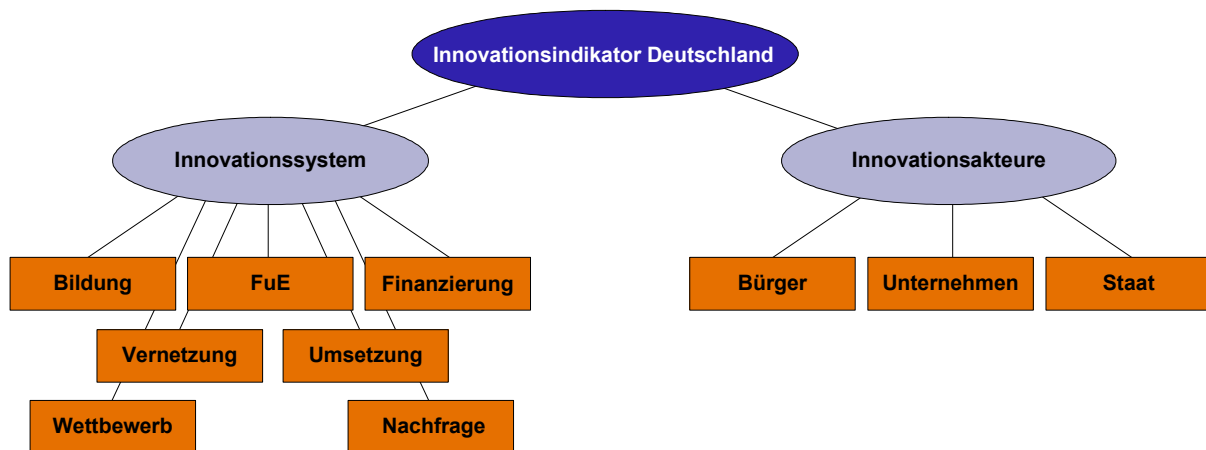 Innovationsindikator Deutschland
Innovationssystem
Innovationsakteure
Bildung
FuE
Finanzierung
Bürger
Unternehmen
Staat
Vernetzung
Umsetzung
Wettbewerb
Nachfrage